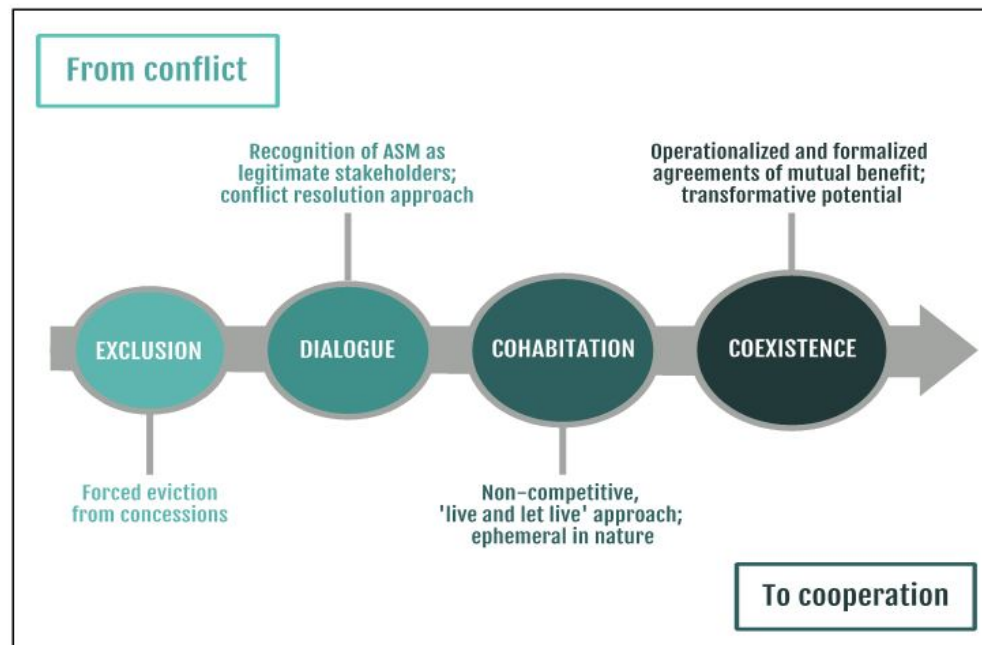 From conflict
Recognition of ASM as
legitimate stakeholders;
conflict resolution approach
Operationalized and formalized
agreements of mutual benefit;
transformative potential
EXCLUSION
DIALOGUE
COHABITATION
COEXISTENCE
Forced eviction
from concessions
Non-competitive,
'live and let live' approach;
ephemeral in nature
To cooperation